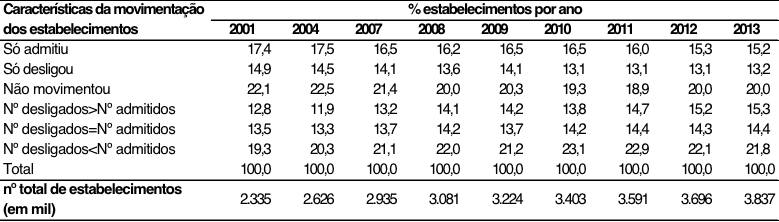 Características da movimentação % estabelecimentos por ano
dos estabelecimentos 2001 2004 2007 2008 2009 2010 2011 2012 2013
Só admitiu 17,4 17,5 16,5 16,2 16,5 16,5 16,0 15,3 15,2
Só desligou 14,9 14,5 14,1 13,6 14,1 13,1 13,1 13,1 13,2
Não movimentou 22,1 22,5 21,4 20,0 20,3 19,3 18,9 20,0 20,0
Nº desligados>Nº admitidos 12,8 11,9 13,2 14,1 14,2 13,8 14,7 15,2 15,3
Nº desligados=Nº admitidos 13,5 13,3 13,7 14,2 13,7 14,2 14,4 14,3 14,4
Nº desligados<Nº admitidos 19,3 20,3 21,1 22,0 21,2 23,1 22,9 22,1 21,8
Total 100,0 100,0 100,0 100,0 100,0 100,0 100,0 100,0 100,0
nº total de estabelecimentos
(em mil) 2.335 2.626 2.935 3.081 3.224 3.403 3.591 3.696 3.837